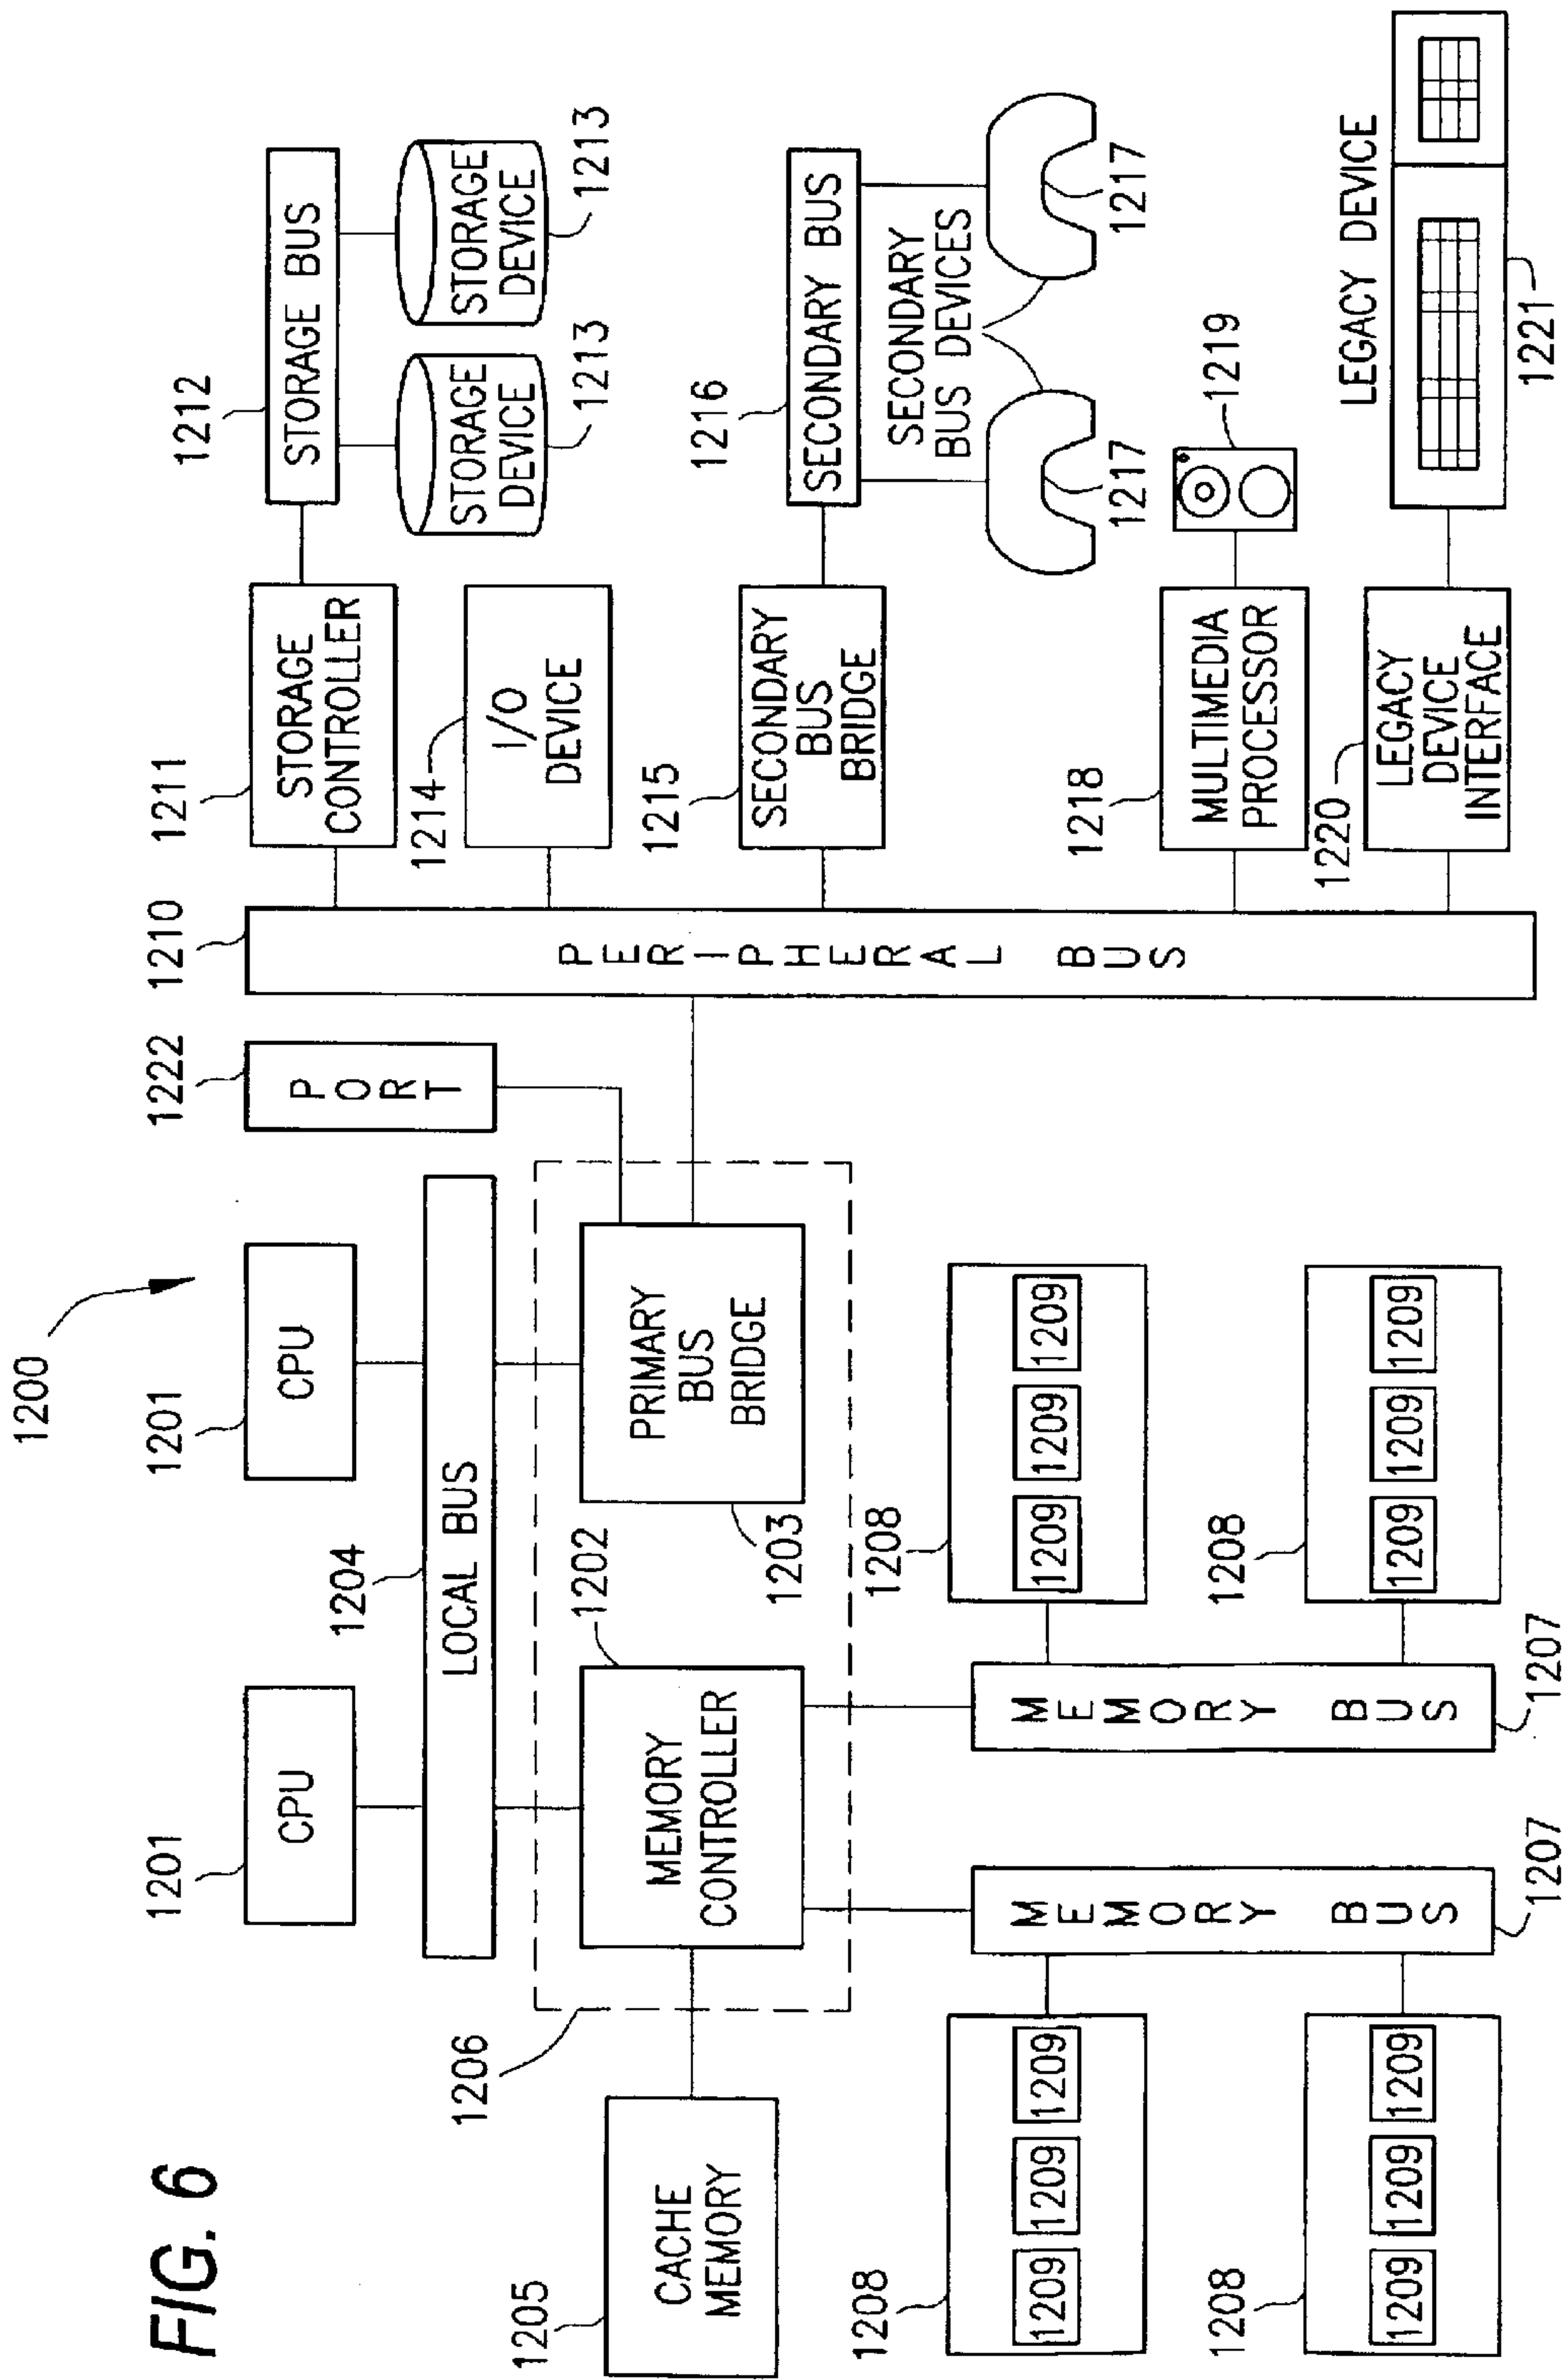 FIG. 6
1200
1201
CPU
1201
CPU
1204
LOCAL BUS
1222
PORT
1210
PERIPHERAL BUS
1205
CACHE
MEMORY
1206
1202
MEMORY
CONTROLLER
1203
PRIMARY
BUS
BRIDGE
1208
1209 1209 1209
1208
1209 1209 1209
MEMORY BUS
1207
MEMORY BUS
1207
1208
1209 1209 1209
1208
1209 1209 1209
1211
STORAGE
CONTROLLER
1212
STORAGE BUS
STORAGE
DEVICE
1213
STORAGE
DEVICE
1213
1214
I/O
DEVICE
1215
SECONDARY
BUS
BRIDGE
1216
SECONDARY BUS
SECONDARY
BUS DEVICES
1217
1217
1218
MULTIMEDIA
PROCESSOR
1219
1220
LEGACY
DEVICE
INTERFACE
LEGACY DEVICE
1221